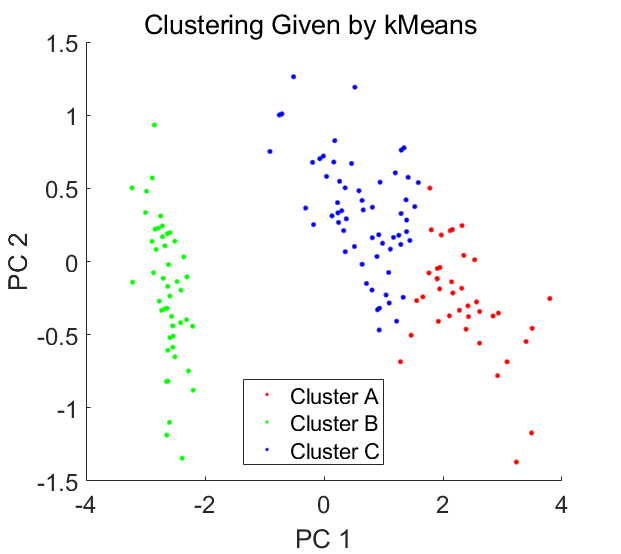 Clustering Given by kMeans
1.5
1
0.5
0
-0.5
-1
-1.5
PC 2
Cluster A
Cluster B
Cluster C
-4 -2 0 2 4
PC 1